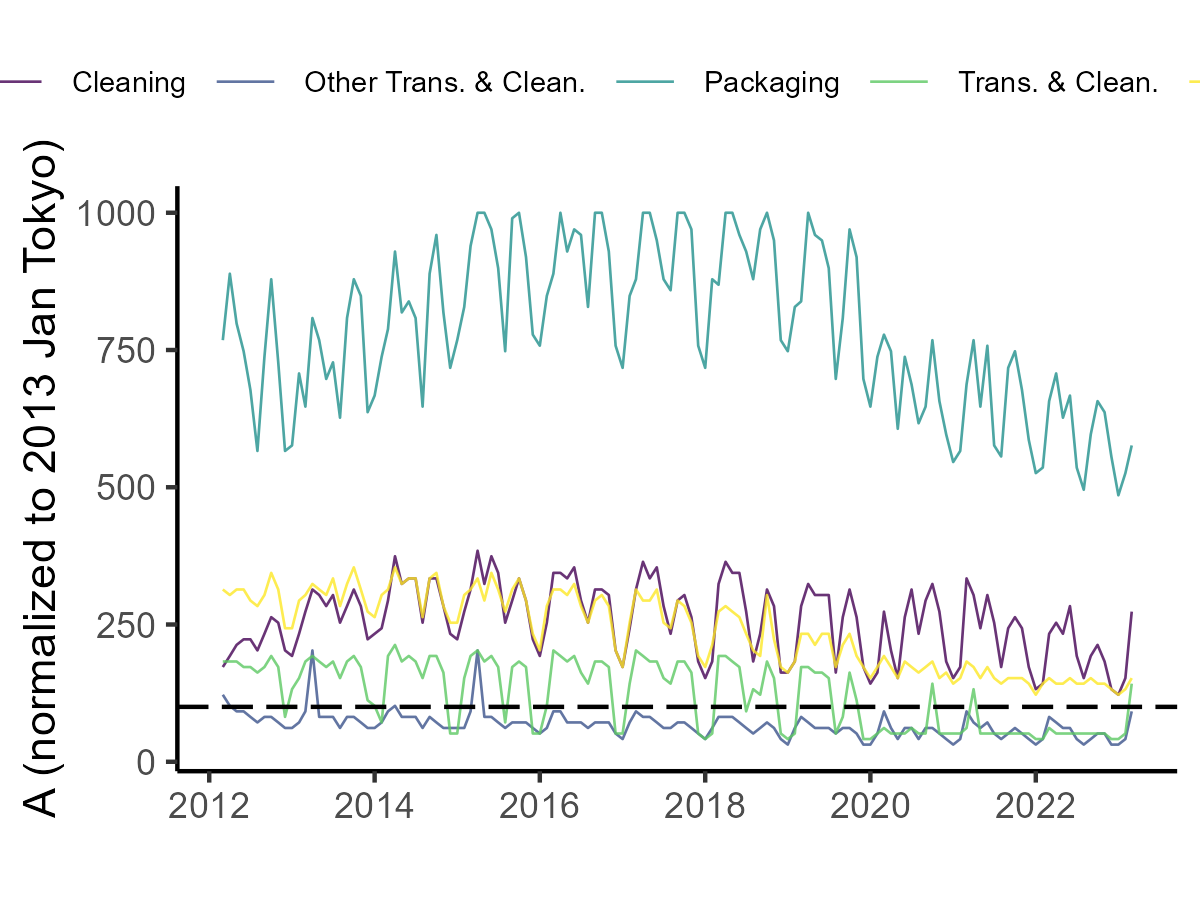 Cleaning Other Trans. & Clean. Packaging Trans. & Clean.
A (normalized to 2013 Jan Tokyo)
1000
750
500
250
0
2012 2014 2016 2018 2020 2022